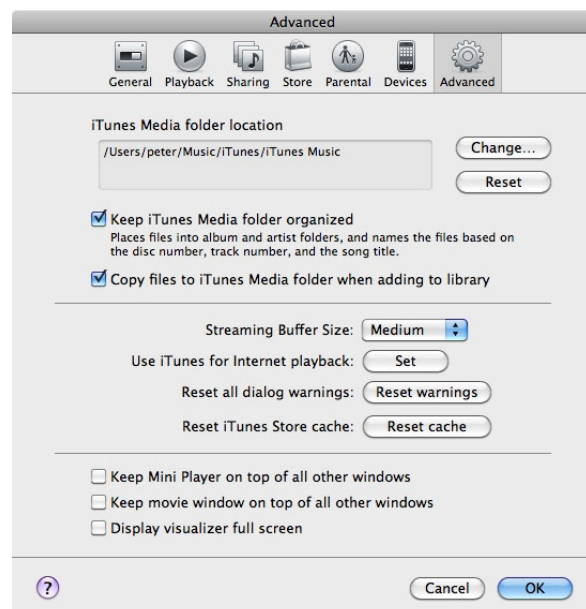 Advanced
General Playback Sharing Store Parental Devices Advanced
iTunes Media folder location
/Users/peter/Music/iTunes/iTunes Music
Change...
Reset
Keep iTunes Media folder organized
Places files into album and artist folders, and names the files based on
the disc number, track number, and the song title.
Copy files to iTunes Media folder when adding to library
Streaming Buffer Size: Medium
Use iTunes for Internet playback: Set
Reset all dialog warnings: Reset warnings
Reset iTunes Store cache: Reset cache
Keep Mini Player on top of all other windows
Keep movie window on top of all other windows
Display visualizer full screen
? Cancel OK